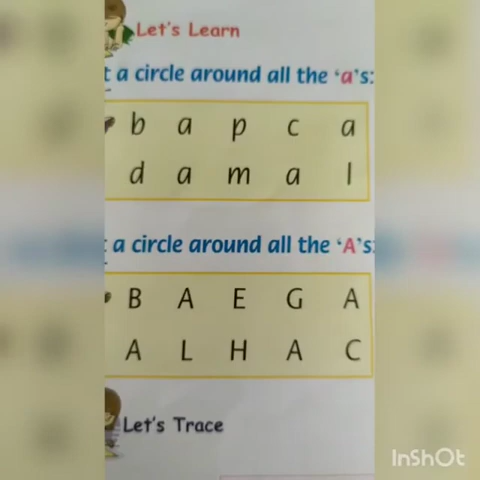 Let's Learn
t a circle around all the 'a's:
b a p c a
d a m a l
a circle around all the 'A's:
B A E G A
A L H A C
Let's Trace
InShOt